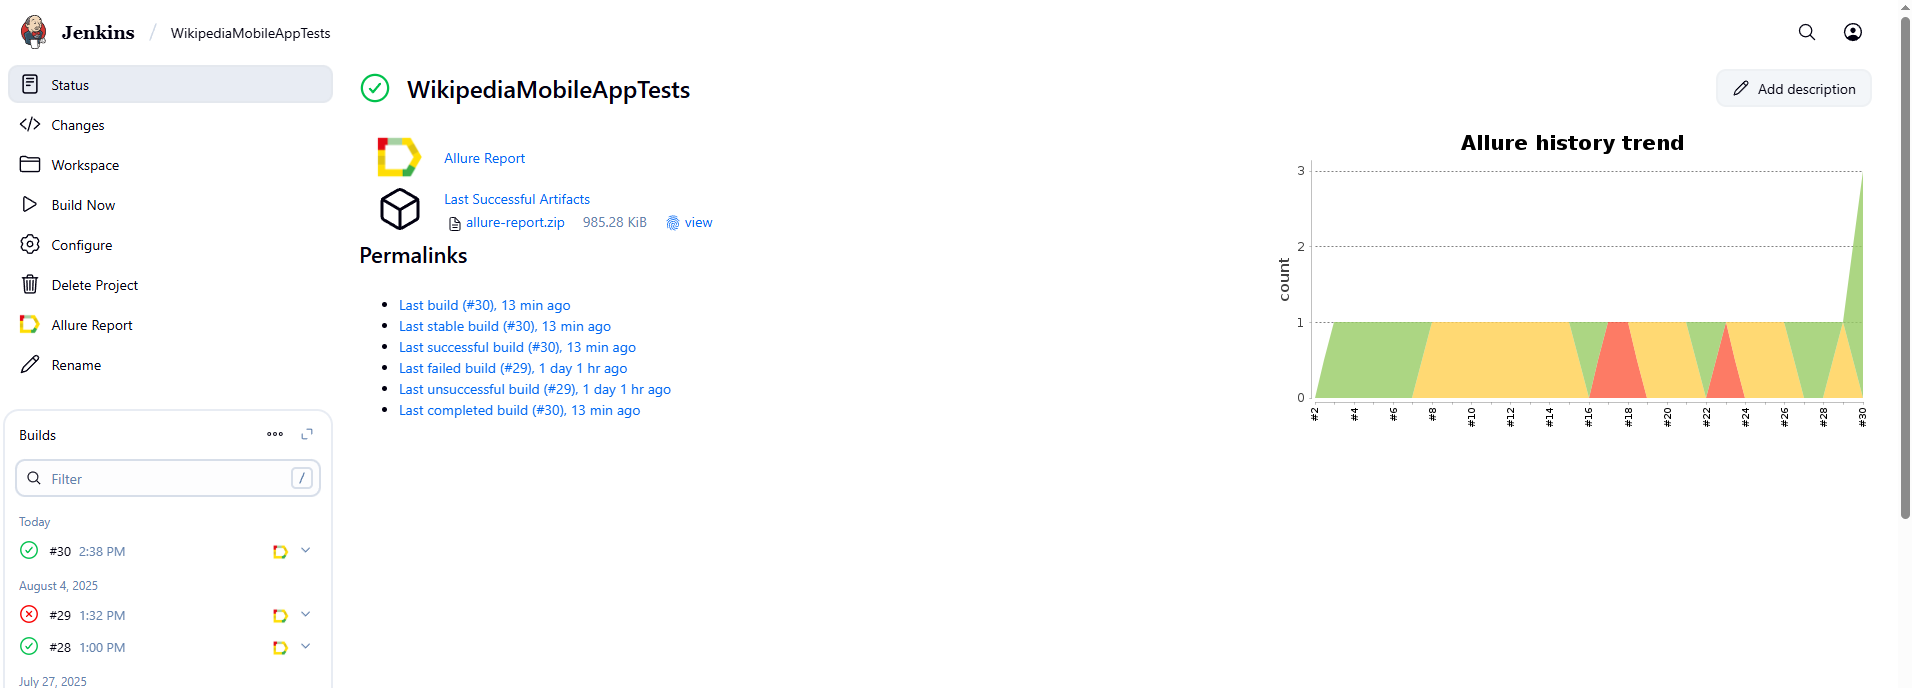 Jenkins / WikipediaMobileAppTests
Status
Changes
Workspace
Build Now
Configure
Delete Project
Allure Report
Rename
Builds
Filter /
Today
#30 2:38 PM
August 4, 2025
#29 1:32 PM
#28 1:00 PM
July 27, 2025
WikipediaMobileAppTests
Add description
Allure Report
Last Successful Artifacts
allure-report.zip 985.28 KiB view
Permalinks
Last build (#30), 13 min ago
Last stable build (#30), 13 min ago
Last successful build (#30), 13 min ago
Last failed build (#29), 1 day 1 hr ago
Last unsuccessful build (#29), 1 day 1 hr ago
Last completed build (#30), 13 min ago
Allure history trend
count
3
2
1
0
#2 #4 #6 #8 #10 #12 #14 #16 #18 #20 #22 #24 #26 #28 #30